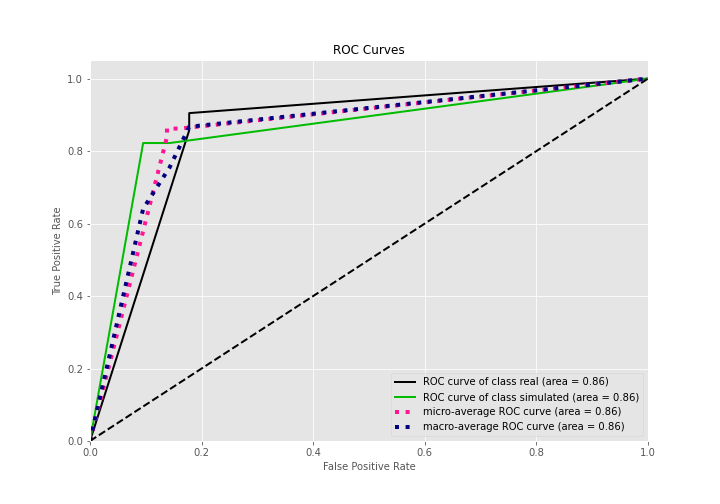 ROC Curves
True Positive Rate
1.0
0.8
0.6
0.4
0.2
0.0
0.0 0.2 0.4 0.6 0.8 1.0
False Positive Rate
ROC curve of class real (area = 0.86)
ROC curve of class simulated (area = 0.86)
micro-average ROC curve (area = 0.86)
macro-average ROC curve (area = 0.86)